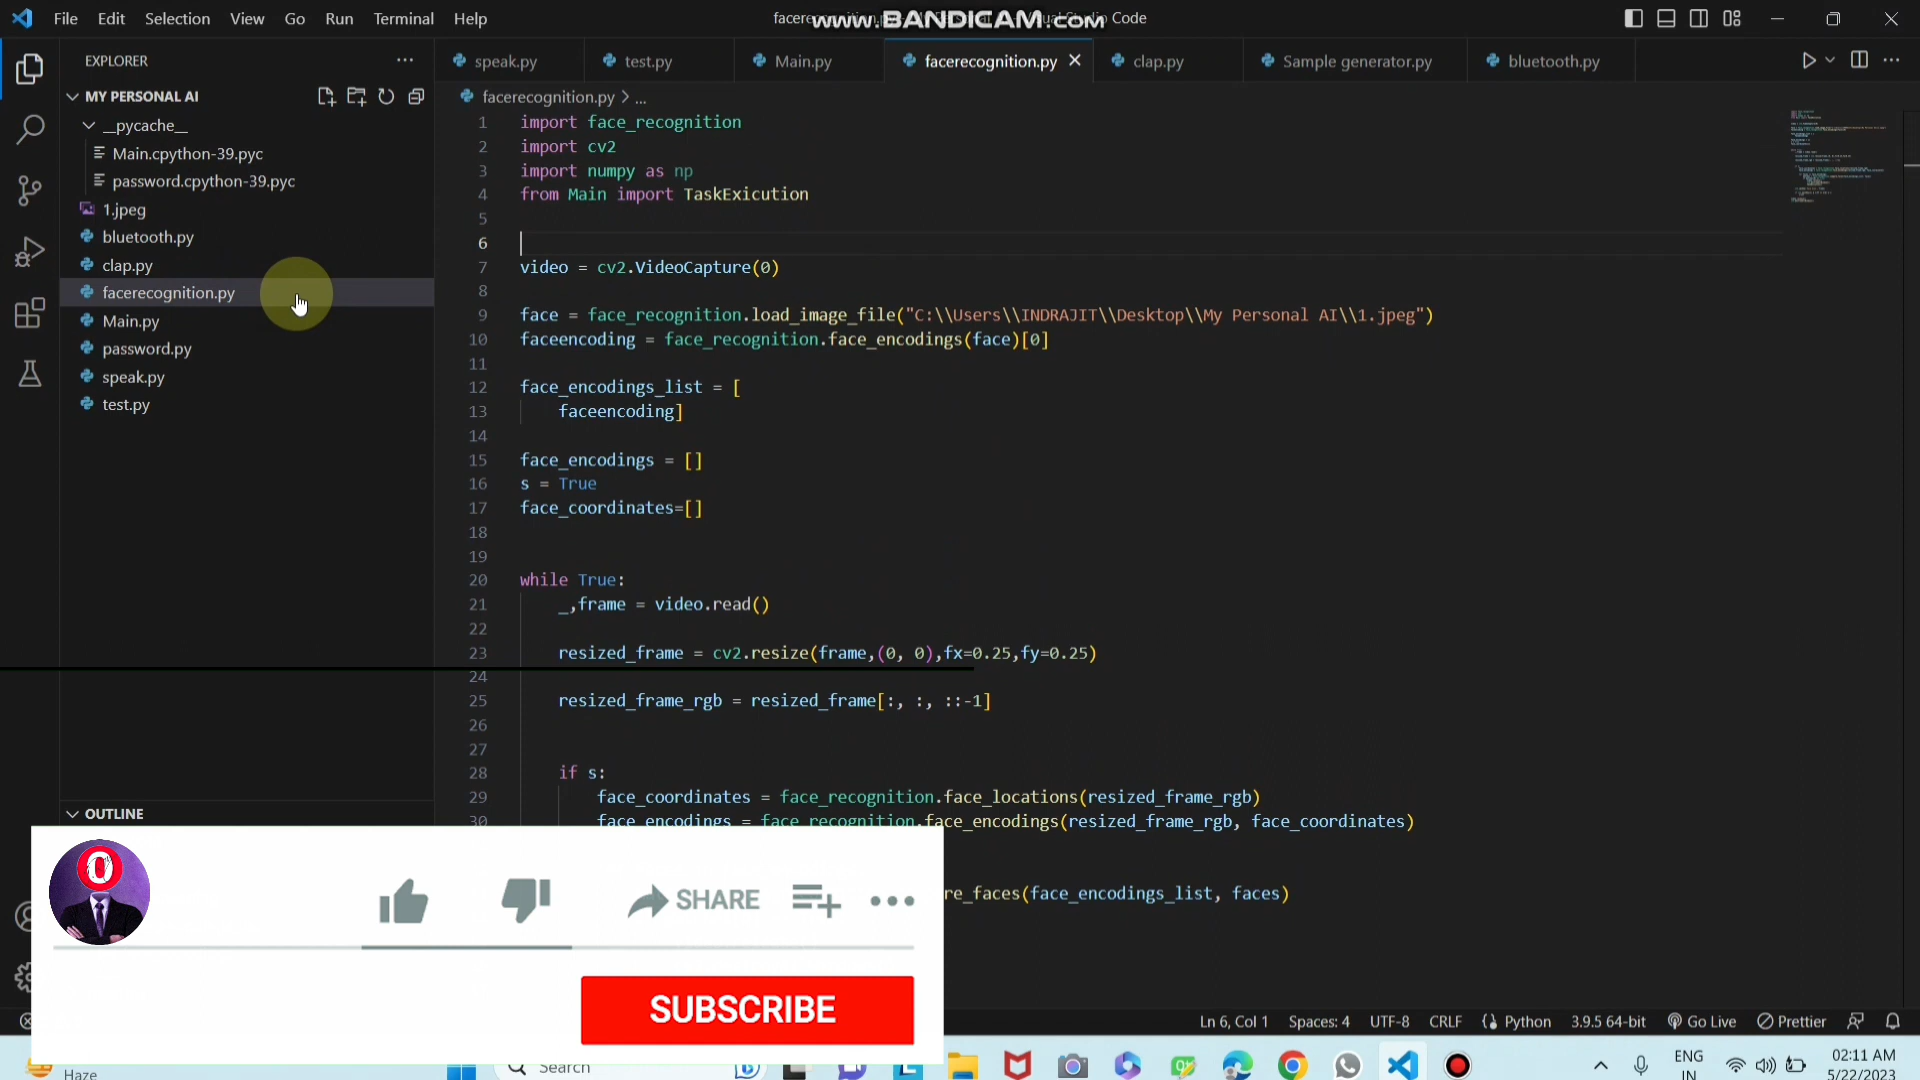 File Edit Selection View Go Run Terminal Help
www.BANDICAM.com
Code
EXPLORER
speak.py
test.py
Main.py
facerecognition.py
clap.py
Sample generator.py
bluetooth.py
MY PERSONAL AI
facerecognition.py > ...
__pycache__
Main.cpython-39.pyc
password.cpython-39.pyc
1.jpeg
bluetooth.py
clap.py
facerecognition.py
Main.py
password.py
speak.py
test.py
OUTLINE
1 import face_recognition
2 import cv2
3 import numpy as np
4 from Main import TaskExicution
5
6
7 video = cv2.VideoCapture(0)
8
9 face = face_recognition.load_image_file("C:\\Users\\INDRAJIT\\Desktop\\My Personal AI\\1.jpeg")
10 faceencoding = face_recognition.face_encodings(face)[0]
11
12 face_encodings_list = [
13 faceencoding]
14
15 face_encodings = []
16 s = True
17 face_coordinates=[]
18
19
20 while True:
21 _,frame = video.read()
22
23 resized_frame = cv2.resize(frame,(0, 0),fx=0.25,fy=0.25)
24
25 resized_frame_rgb = resized_frame[:, :, ::-1]
26
27
28 if s:
29 face_coordinates = face_recognition.face_locations(resized_frame_rgb)
30 face_encodings = face_recognition.face_encodings(resized_frame_rgb, face_coordinates)
re_faces(face_encodings_list, faces)
SHARE
SUBSCRIBE
Ln 6, Col 1 Spaces: 4 UTF-8 CRLF Python 3.9.5 64-bit Go Live Prettier
Haze
Search
ENG
IN
02:11 AM
5/22/2023